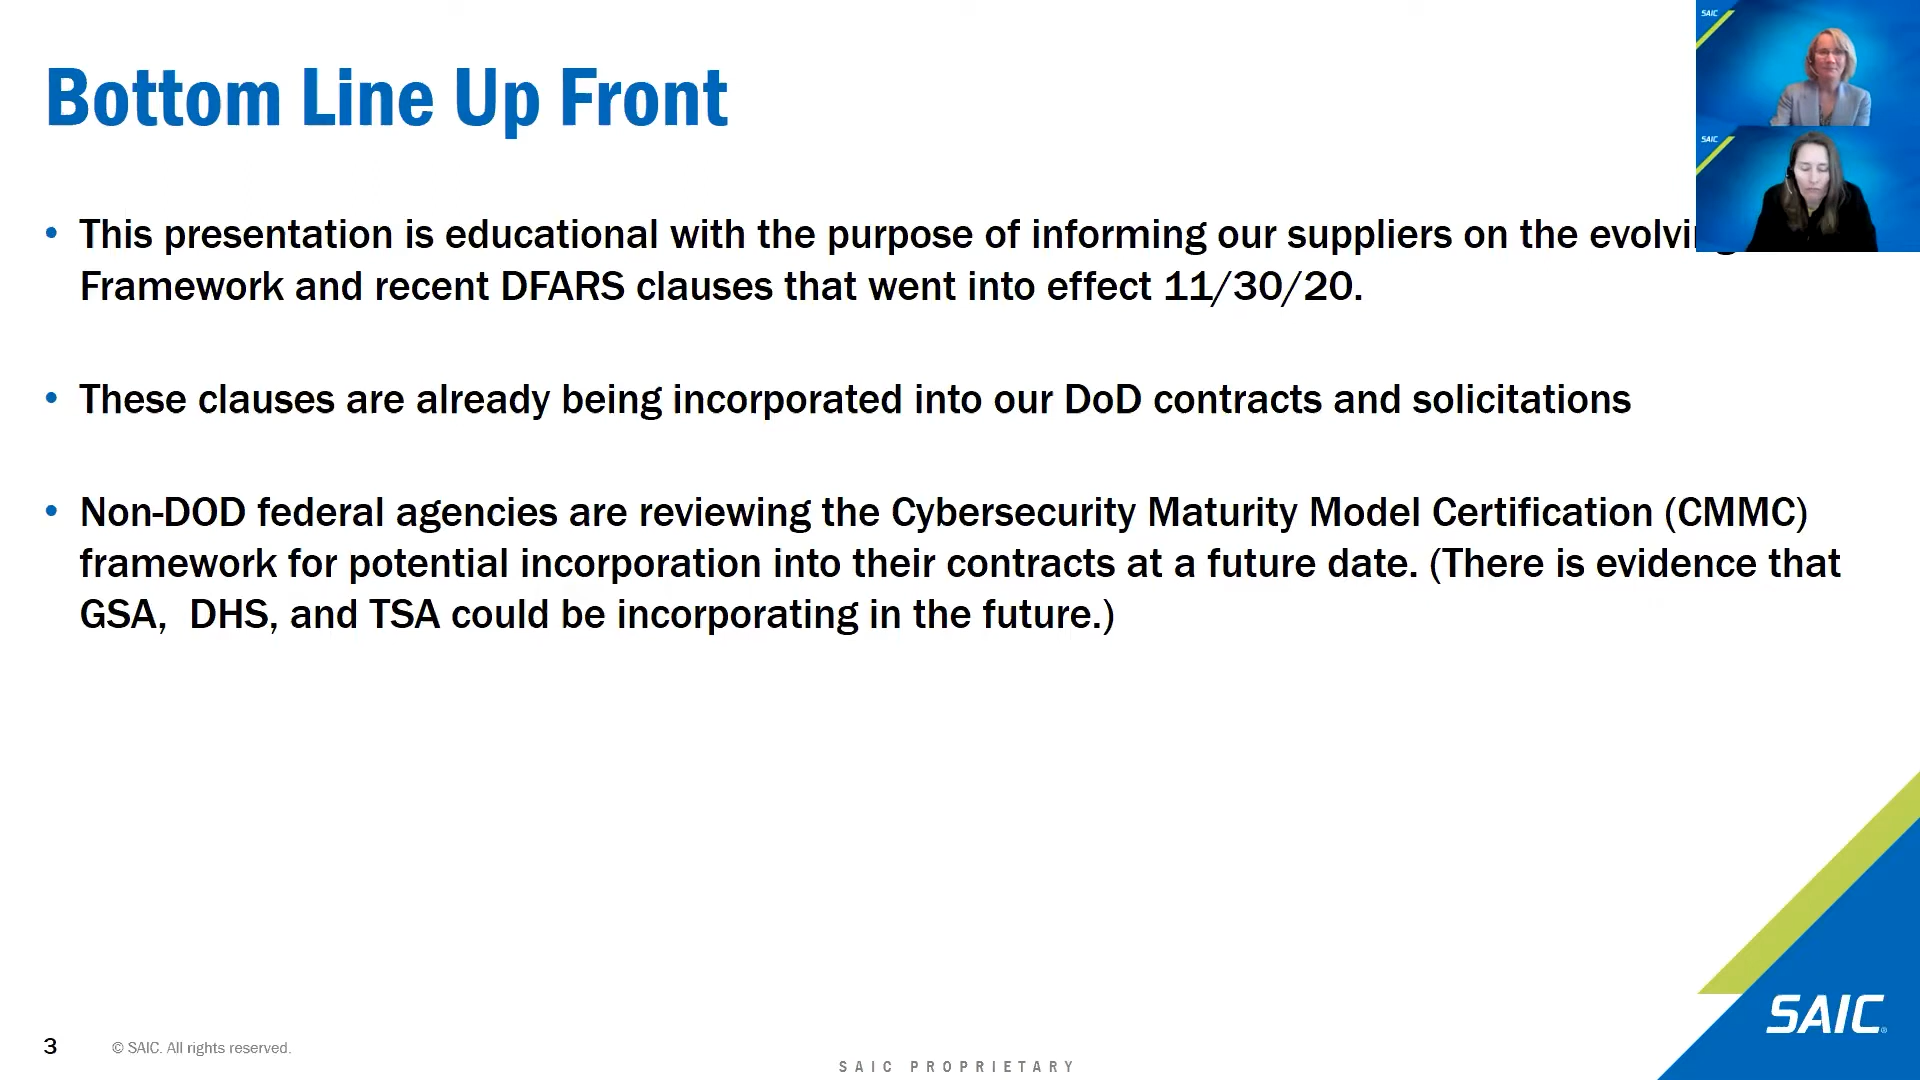 SAIC
Bottom Line Up Front
SAIC
• This presentation is educational with the purpose of informing our suppliers on the
Framework and recent DFARS clauses that went into effect 11/30/20.
• These clauses are already being incorporated into our DoD contracts and solicitations
• Non-DOD federal agencies are reviewing the Cybersecurity Maturity Model Certification (CMMC)
framework for potential incorporation into their contracts at a future date. (There is evidence that
GSA,  DHS, and TSA could be incorporating in the future.)
SAIC®
3
© SAIC. All rights reserved.
SAIC PROPRIETARY